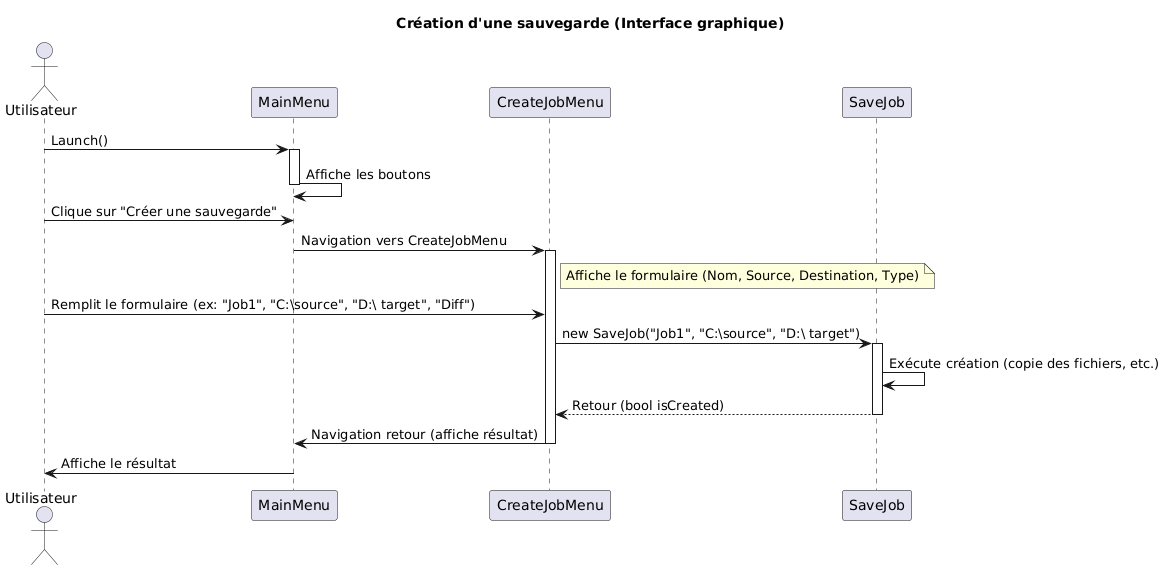 Création d'une sauvegarde (Interface graphique)
Utilisateur
MainMenu
CreateJobMenu
SaveJob
Launch()
Affiche les boutons
Clique sur "Créer une sauvegarde"
Navigation vers CreateJobMenu
Affiche le formulaire (Nom, Source, Destination, Type)
Remplit le formulaire (ex: "Job1", "C:\source", "D:\ target", "Diff")
new SaveJob("Job1", "C:\source", "D:\ target")
Exécute création (copie des fichiers, etc.)
Retour (bool isCreated)
Navigation retour (affiche résultat)
Affiche le résultat
Utilisateur
MainMenu
CreateJobMenu
SaveJob